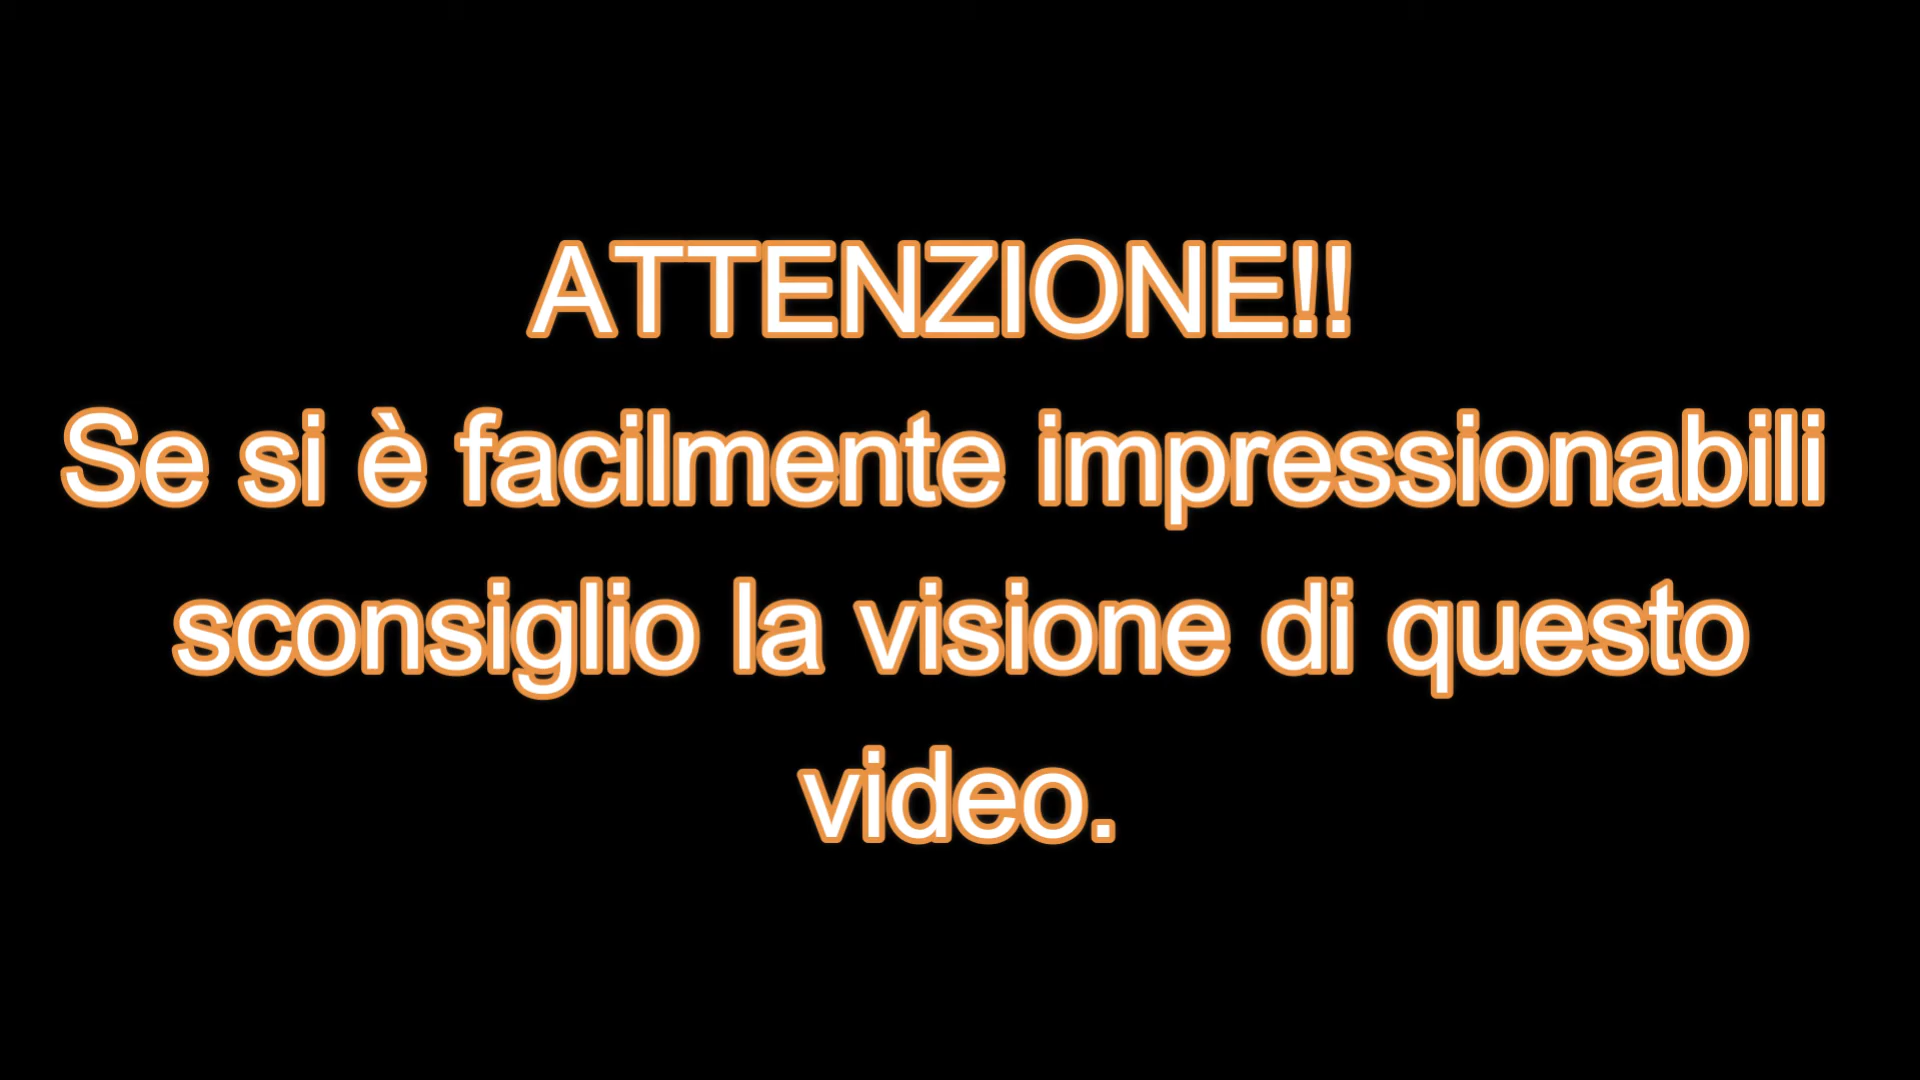 ATTENZIONE!!
Se si è facilmente impressionabili
sconsiglio la visione di questo
video.